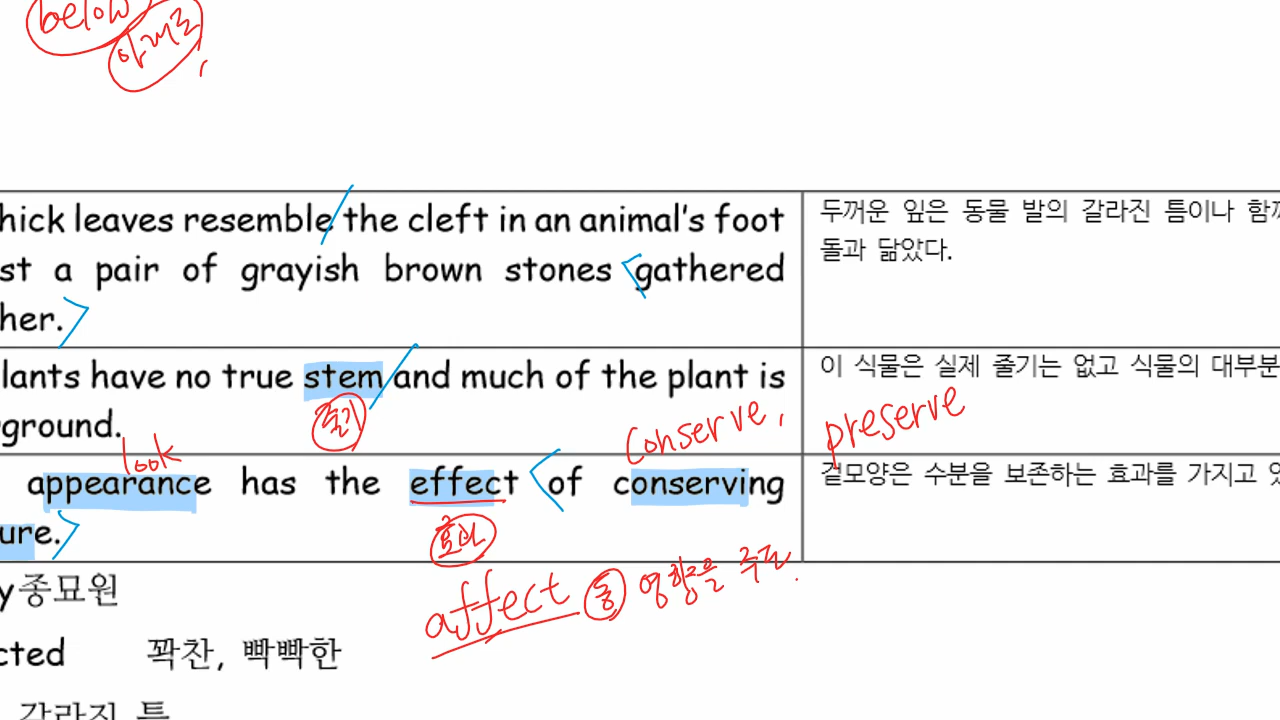 below
아래로
hick leaves resemble the cleft in an animal's foot
st a pair of grayish brown stones gathered
her.
두꺼운 잎은 동물 발의 갈라진 틈이나 함께
돌과 닮았다.
lants have no true stem and much of the plant is
ground.
이 식물은 실제 줄기는 없고 식물의 대부분
줄기
conserve,
preserve
look
appearance has the effect of conserving
ure.
겉모양은 수분을 보존하는 효과를 가지고 있
효과
affect 동 영향을 주다.
y종묘원
cted 꽉찬, 빽빽한
갈라진 틈